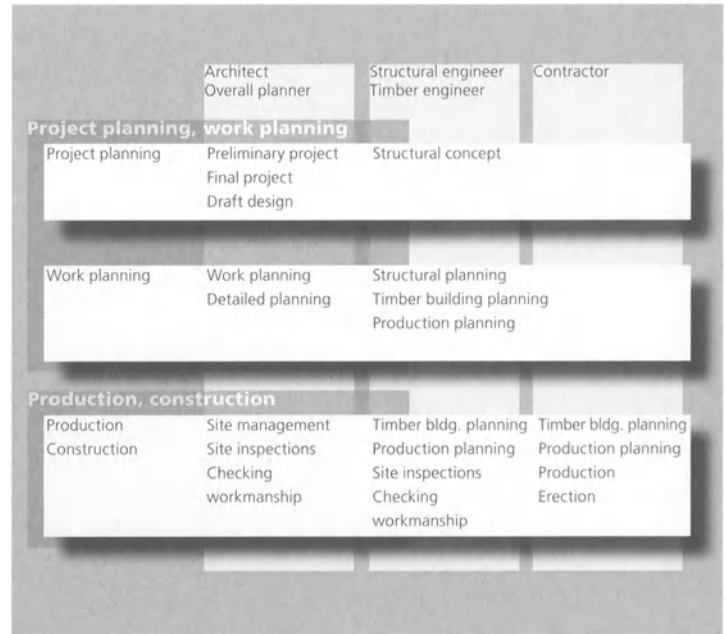 Architect
Overall planner
Structural engineer
Timber engineer
Contractor
Project planning, work planning
Project planning
Preliminary project
Final project
Draft design
Structural concept
Work planning
Work planning
Detailed planning
Structural planning
Timber building planning
Production planning
Production, construction
Production
Construction
Site management
Site inspections
Checking
workmanship
Timber bldg. planning
Production planning
Site inspections
Checking
workmanship
Timber bldg. planning
Production planning
Production
Erection